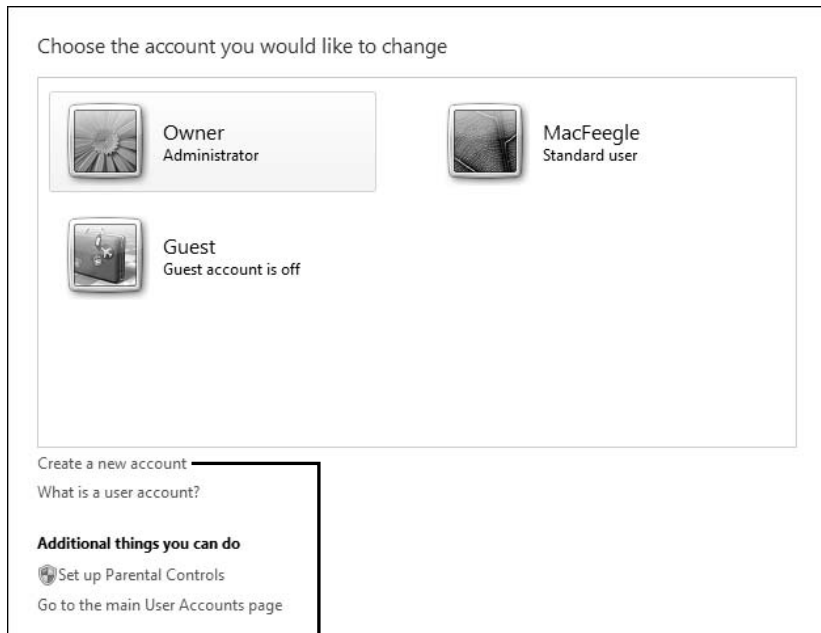 Choose the account you would like to change
Owner
Administrator
MacFeegle
Standard user
Guest
Guest account is off
Create a new account
What is a user account?
Additional things you can do
Set up Parental Controls
Go to the main User Accounts page